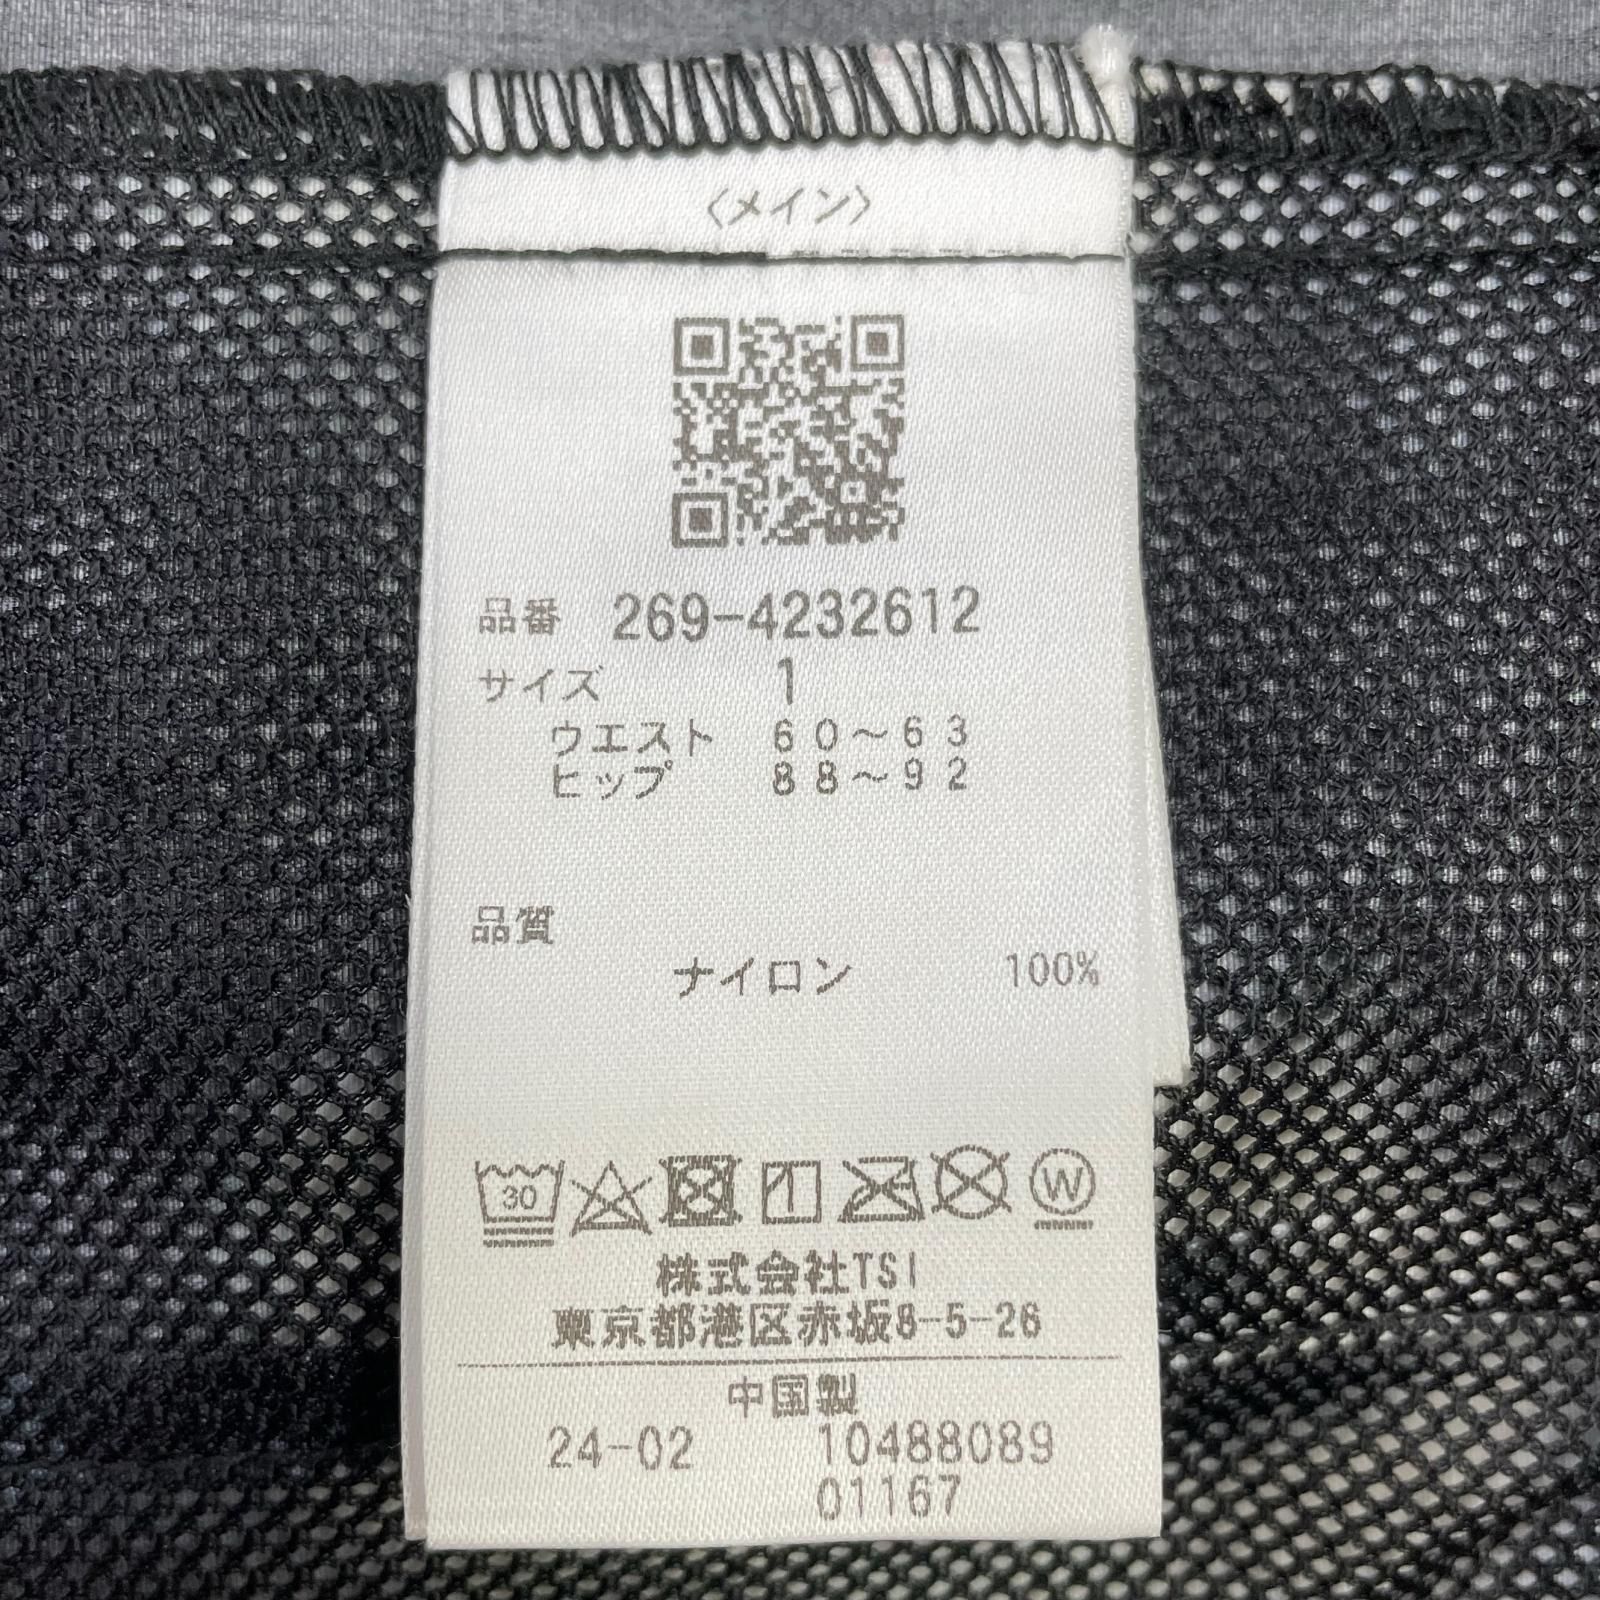 〈メイン〉
品番 269-4232612
サイズ 1
ウエスト 60～63
ヒップ 88～92
品質
ナイロン 100%
30 W
株式会社TSI
東京都港区赤坂8-5-26
中国製
24-02 10488089
01167